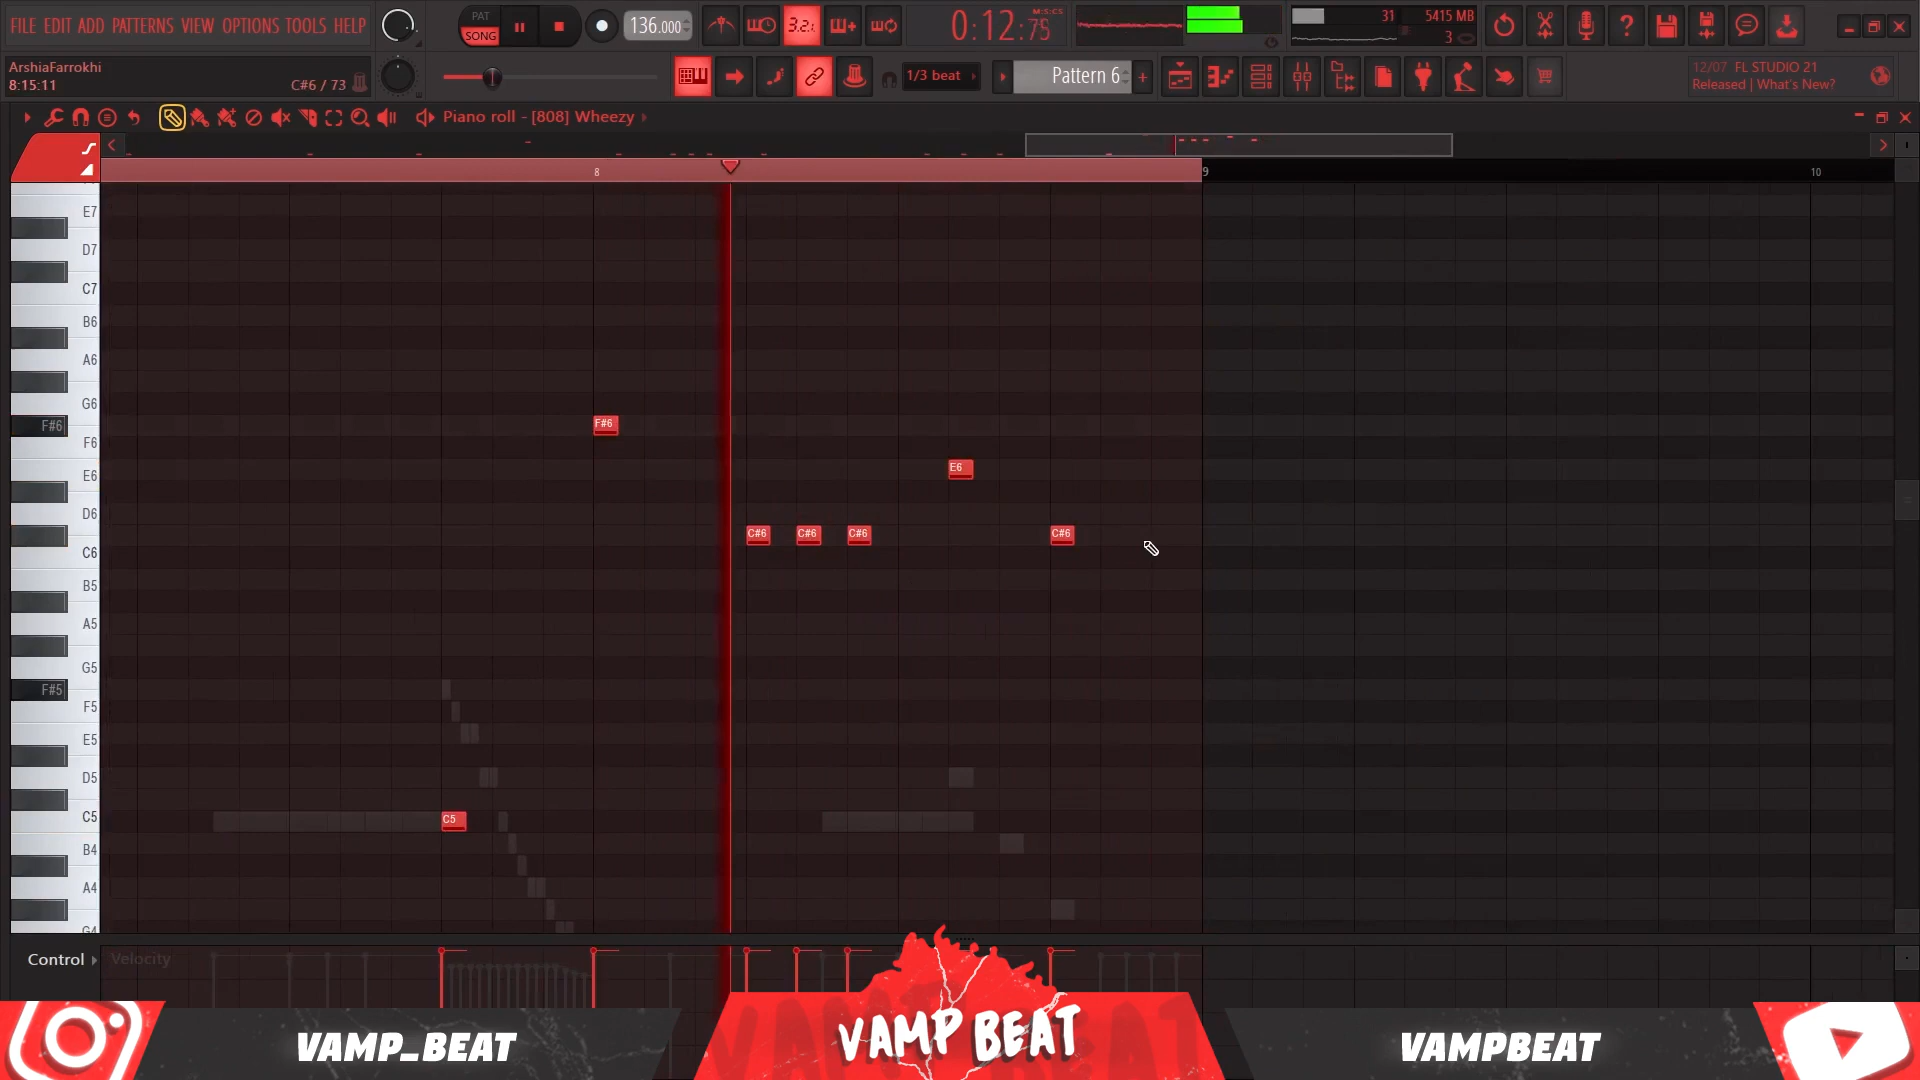 FILE EDIT ADD PATTERNS VIEW OPTIONS TOOLS HELP
PAT
SONG
136.000
3.2.
0:12:75
M:S:CS
31
5415 MB
3
ArshiaFarrokhi
8:15:11
C#6 / 73
1/3 beat
Pattern 6
12/07 FL STUDIO 21
Released | What's New?
Piano roll - [808] Wheezy
8
9
10
E7
D7
C7
B6
A6
G6
F#6
F6
E6
D6
C6
B5
A5
G5
F#5
F5
E5
D5
C5
B4
A4
G4
F#6
E6
C#6
C#6
C#6
C#6
C5
Control
Velocity
VAMP_BEAT
VAMP BEAT
VAMPBEAT